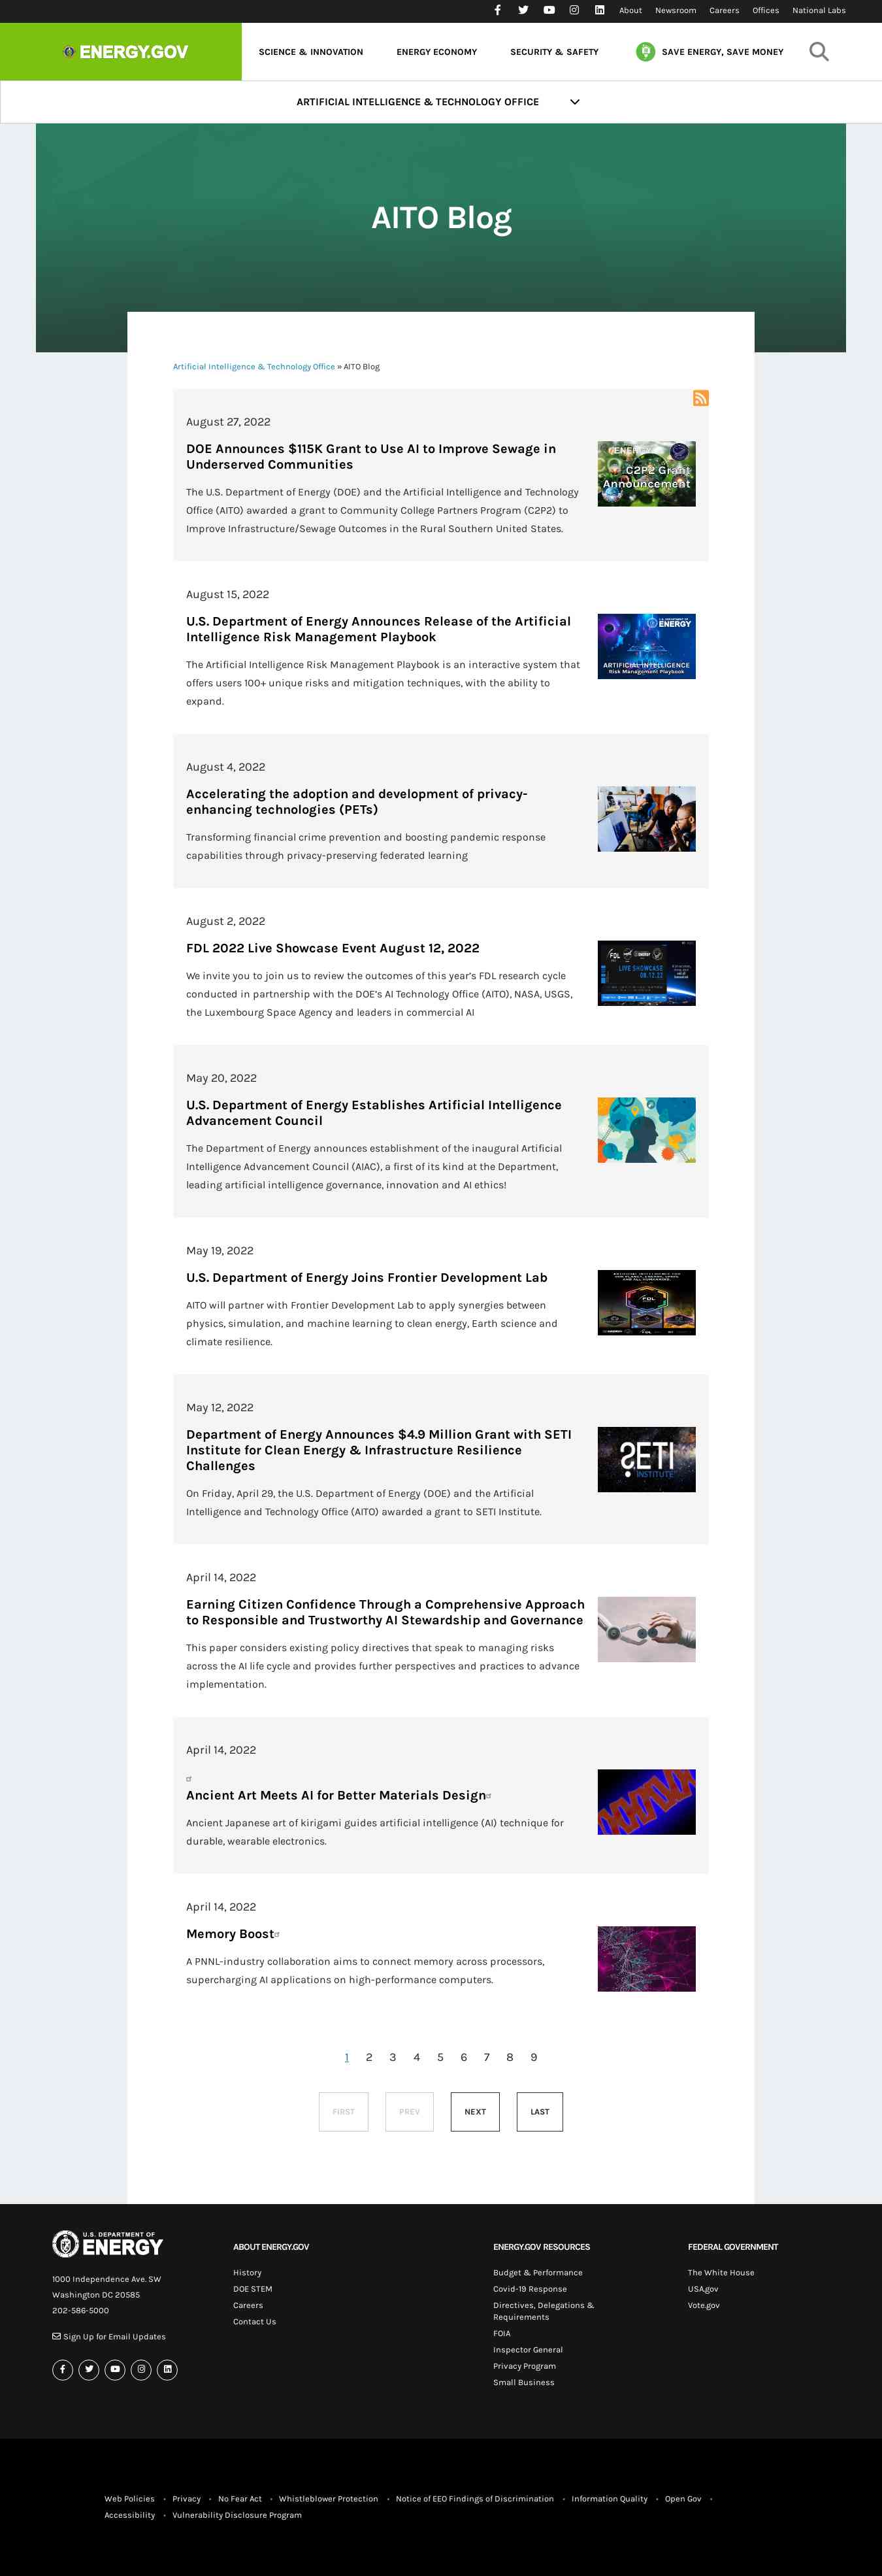 About Newsroom Careers Offices National Labs
ENERGY.GOV
SCIENCE & INNOVATION ENERGY ECONOMY SECURITY & SAFETY SAVE ENERGY, SAVE MONEY
ARTIFICIAL INTELLIGENCE & TECHNOLOGY OFFICE
AITO Blog
Artificial Intelligence & Technology Office » AITO Blog
August 27, 2022
DOE Announces $115K Grant to Use AI to Improve Sewage in
Underserved Communities
The U.S. Department of Energy (DOE) and the Artificial Intelligence and Technology
Office (AITO) awarded a grant to Community College Partners Program (C2P2) to
Improve Infrastructure/Sewage Outcomes in the Rural Southern United States.
ENERGY
C2P2 Grant
Announcement
August 15, 2022
U.S. Department of Energy Announces Release of the Artificial
Intelligence Risk Management Playbook
The Artificial Intelligence Risk Management Playbook is an interactive system that
offers users 100+ unique risks and mitigation techniques, with the ability to
expand.
U.S. DEPARTMENT OF
ENERGY
ARTIFICIAL INTELLIGENCE
Risk Management Playbook
August 4, 2022
Accelerating the adoption and development of privacy-
enhancing technologies (PETs)
Transforming financial crime prevention and boosting pandemic response
capabilities through privacy-preserving federated learning
August 2, 2022
FDL 2022 Live Showcase Event August 12, 2022
We invite you to join us to review the outcomes of this year's FDL research cycle
conducted in partnership with the DOE's AI Technology Office (AITO), NASA, USGS,
the Luxembourg Space Agency and leaders in commercial AI
FDL
LIVE SHOWCASE
08.12.22
May 20, 2022
U.S. Department of Energy Establishes Artificial Intelligence
Advancement Council
The Department of Energy announces establishment of the inaugural Artificial
Intelligence Advancement Council (AIAC), a first of its kind at the Department,
leading artificial intelligence governance, innovation and AI ethics!
May 19, 2022
U.S. Department of Energy Joins Frontier Development Lab
AITO will partner with Frontier Development Lab to apply synergies between
physics, simulation, and machine learning to clean energy, Earth science and
climate resilience.
FDL
May 12, 2022
Department of Energy Announces $4.9 Million Grant with SETI
Institute for Clean Energy & Infrastructure Resilience
Challenges
On Friday, April 29, the U.S. Department of Energy (DOE) and the Artificial
Intelligence and Technology Office (AITO) awarded a grant to SETI Institute.
SETI
INSTITUTE
April 14, 2022
Earning Citizen Confidence Through a Comprehensive Approach
to Responsible and Trustworthy AI Stewardship and Governance
This paper considers existing policy directives that speak to managing risks
across the AI life cycle and provides further perspectives and practices to advance
implementation.
April 14, 2022
Ancient Art Meets AI for Better Materials Design
Ancient Japanese art of kirigami guides artificial intelligence (AI) technique for
durable, wearable electronics.
April 14, 2022
Memory Boost
A PNNL-industry collaboration aims to connect memory across processors,
supercharging AI applications on high-performance computers.
1 2 3 4 5 6 7 8 9
FIRST PREV NEXT LAST
U.S. DEPARTMENT OF
ENERGY
1000 Independence Ave. SW
Washington DC 20585
202-586-5000
Sign Up for Email Updates
ABOUT ENERGY.GOV
History
DOE STEM
Careers
Contact Us
ENERGY.GOV RESOURCES
Budget & Performance
Covid-19 Response
Directives, Delegations &
Requirements
FOIA
Inspector General
Privacy Program
Small Business
FEDERAL GOVERNMENT
The White House
USA.gov
Vote.gov
Web Policies • Privacy • No Fear Act • Whistleblower Protection • Notice of EEO Findings of Discrimination • Information Quality • Open Gov •
Accessibility • Vulnerability Disclosure Program